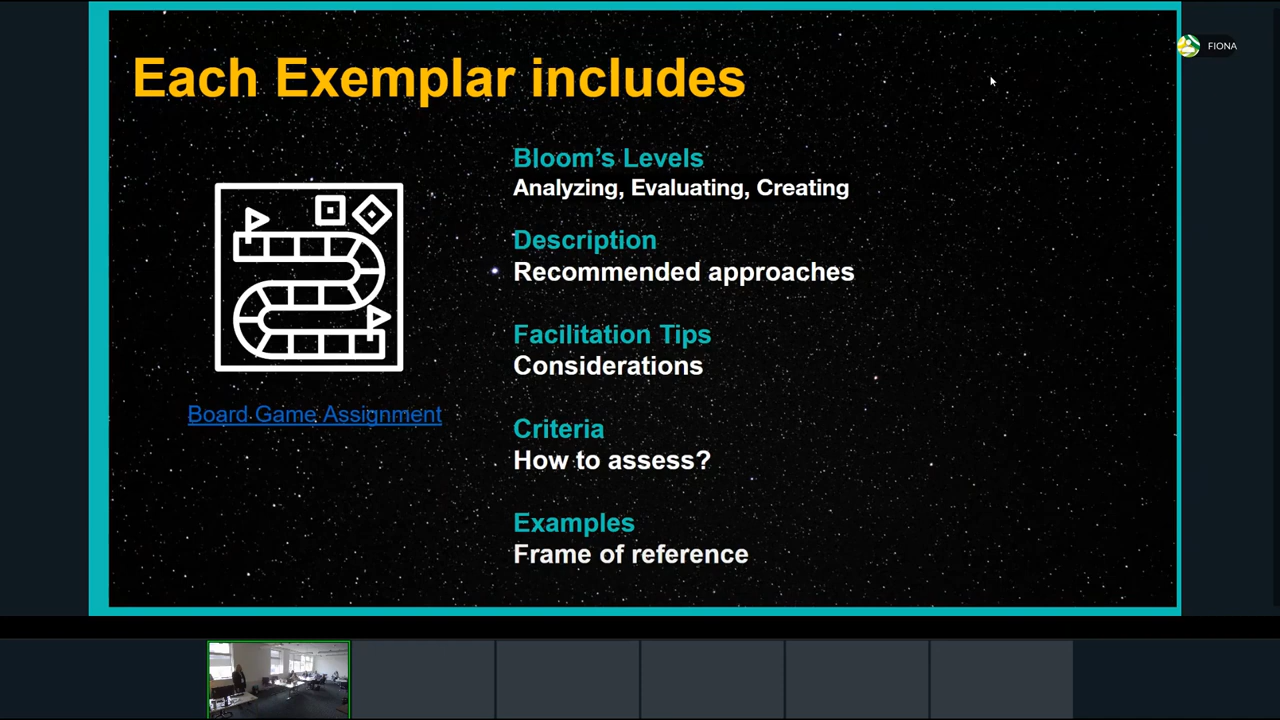 Each Exemplar includes
FIONA
Bloom's Levels
Analyzing, Evaluating, Creating
Description
Recommended approaches
Facilitation Tips
Considerations
Board Game Assignment
Criteria
How to assess?
Examples
Frame of reference